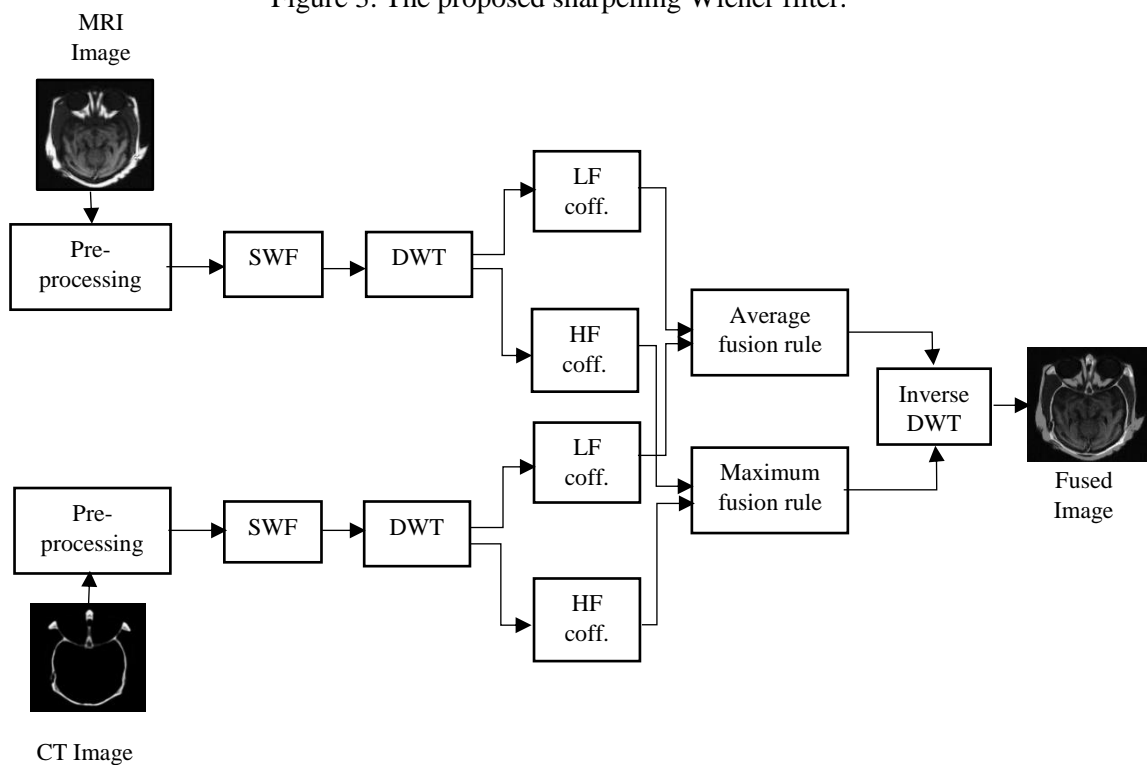 Figure 3. The proposed sharpening Wiener filter.
MRI
Image
Pre-
processing
SWF
DWT
LF
coff.
HF
coff.
Average
fusion rule
Inverse
DWT
Fused
Image
LF
coff.
Maximum
fusion rule
Pre-
processing
SWF
DWT
HF
coff.
CT Image